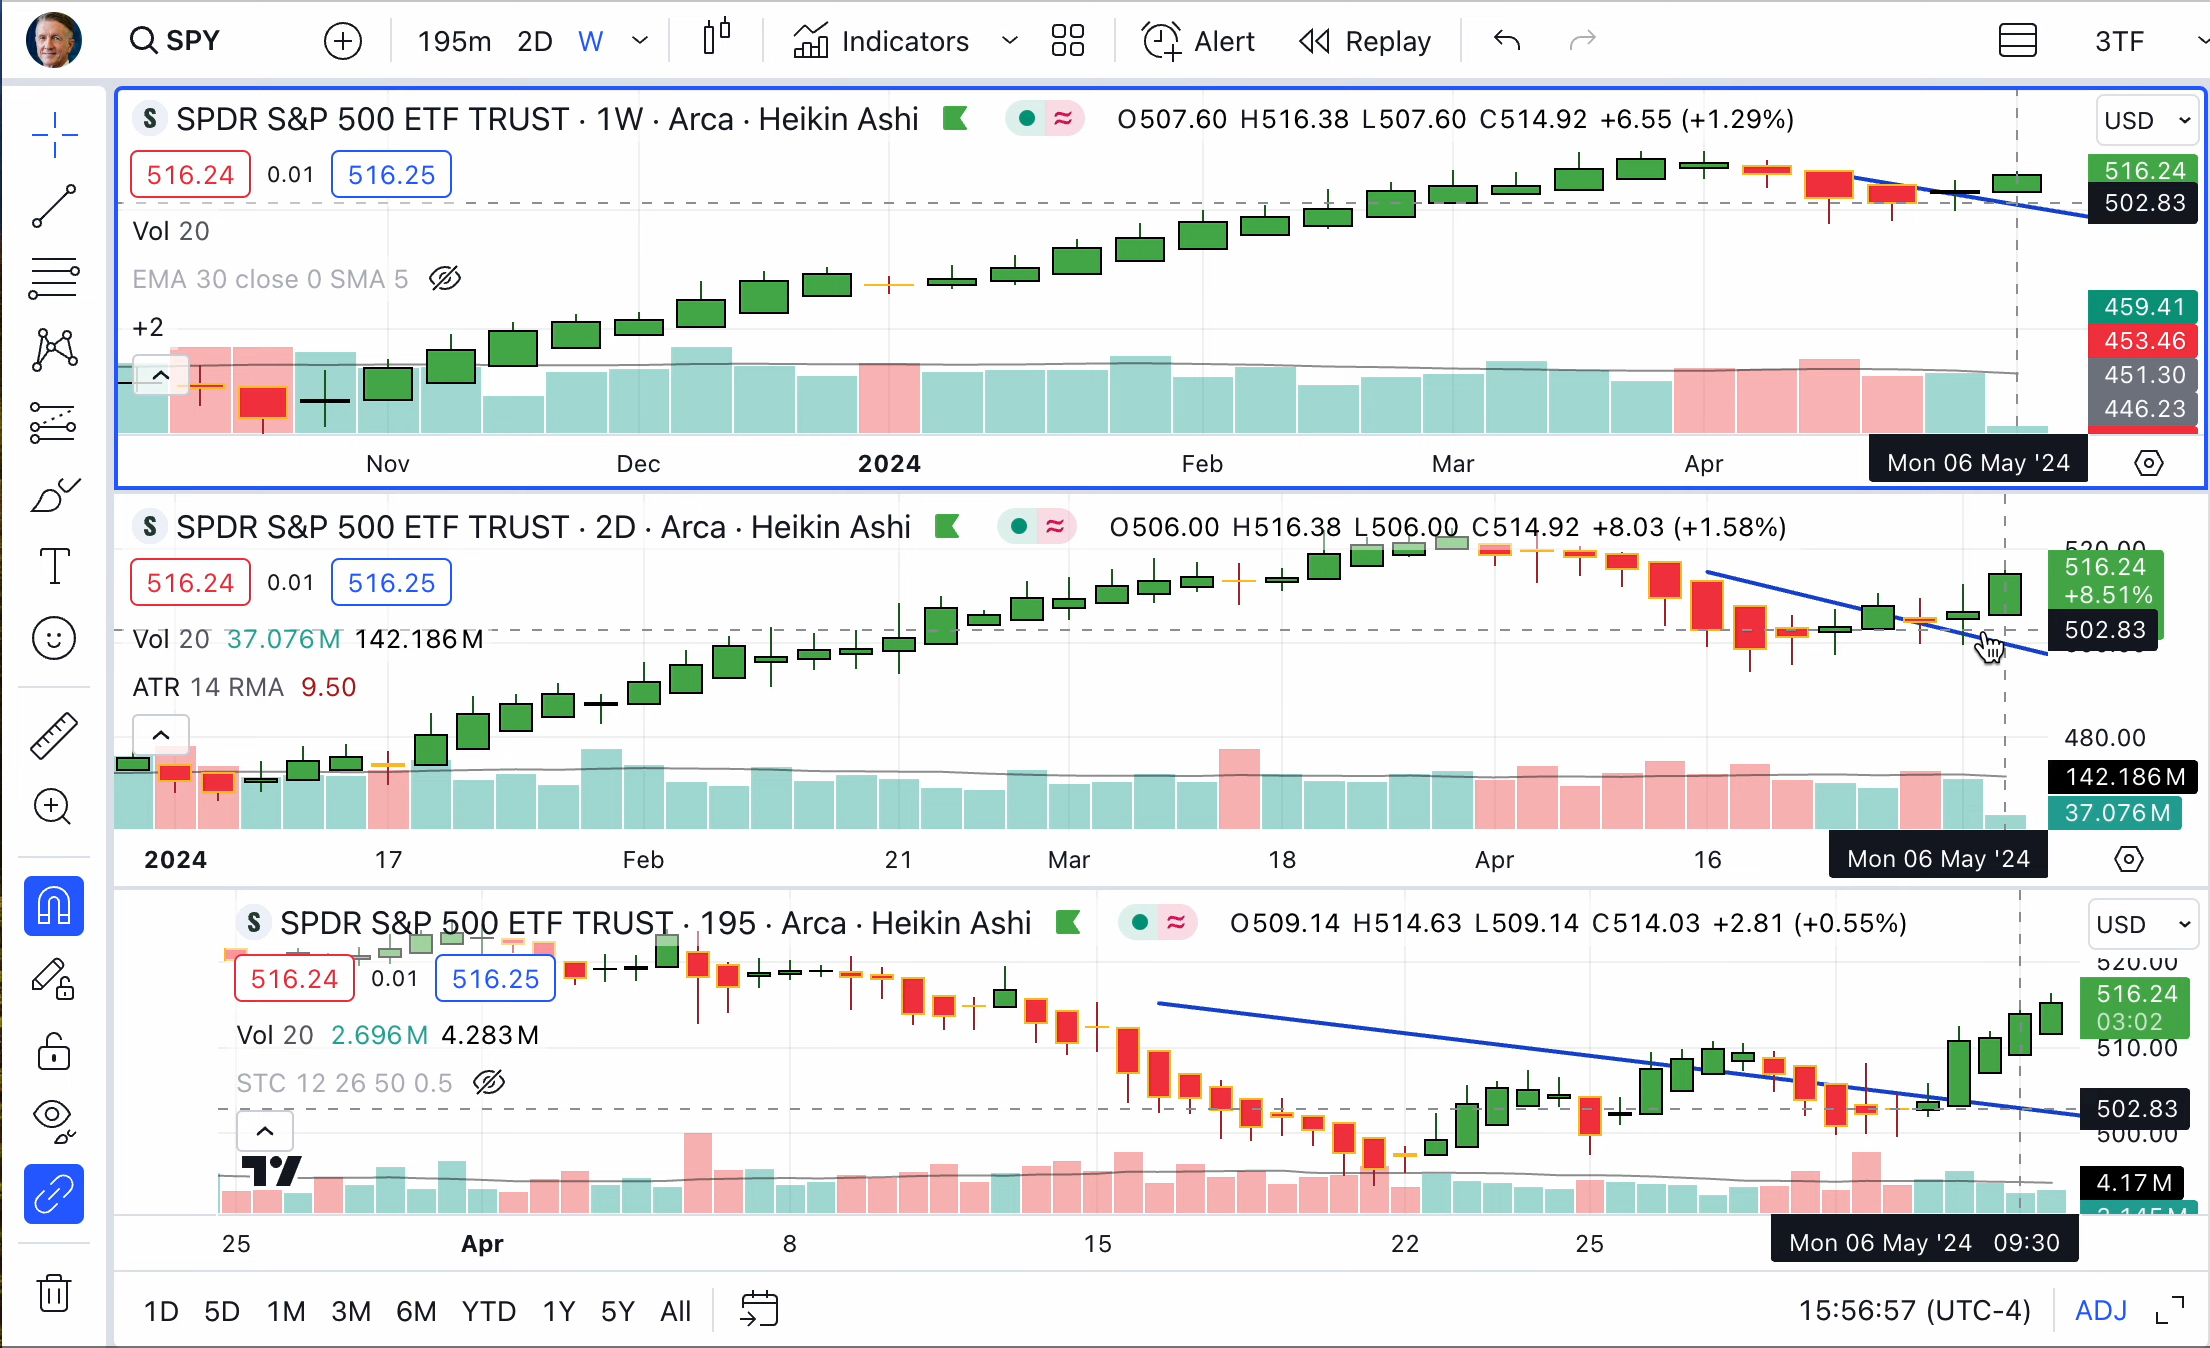 SPY 195m 2D W Indicators Alert Replay 3TF
S SPDR S&P 500 ETF TRUST · 1W · Arca · Heikin Ashi ≈ O507.60 H516.38 L507.60 C514.92 +6.55 (+1.29%)
USD
516.24 0.01 516.25
Vol 20
EMA 30 close 0 SMA 5
+2
516.24
502.83
459.41
453.46
451.30
446.23
Nov Dec 2024 Feb Mar Apr Mon 06 May '24
S SPDR S&P 500 ETF TRUST · 2D · Arca · Heikin Ashi ≈ O506.00 H516.38 L506.00 C514.92 +8.03 (+1.58%)
516.24 0.01 516.25
Vol 20 37.076M 142.186M
ATR 14 RMA 9.50
520.00
516.24
+8.51%
502.83
480.00
142.186M
37.076M
2024 17 Feb 21 Mar 18 Apr 16 Mon 06 May '24
S SPDR S&P 500 ETF TRUST · 195 · Arca · Heikin Ashi ≈ O509.14 H514.63 L509.14 C514.03 +2.81 (+0.55%)
USD
516.24 0.01 516.25
Vol 20 2.696M 4.283M
STC 12 26 50 0.5
520.00
516.24
03:02
510.00
502.83
500.00
4.17M
25 Apr 8 15 22 25 Mon 06 May '24 09:30
1D 5D 1M 3M 6M YTD 1Y 5Y All 15:56:57 (UTC-4) ADJ